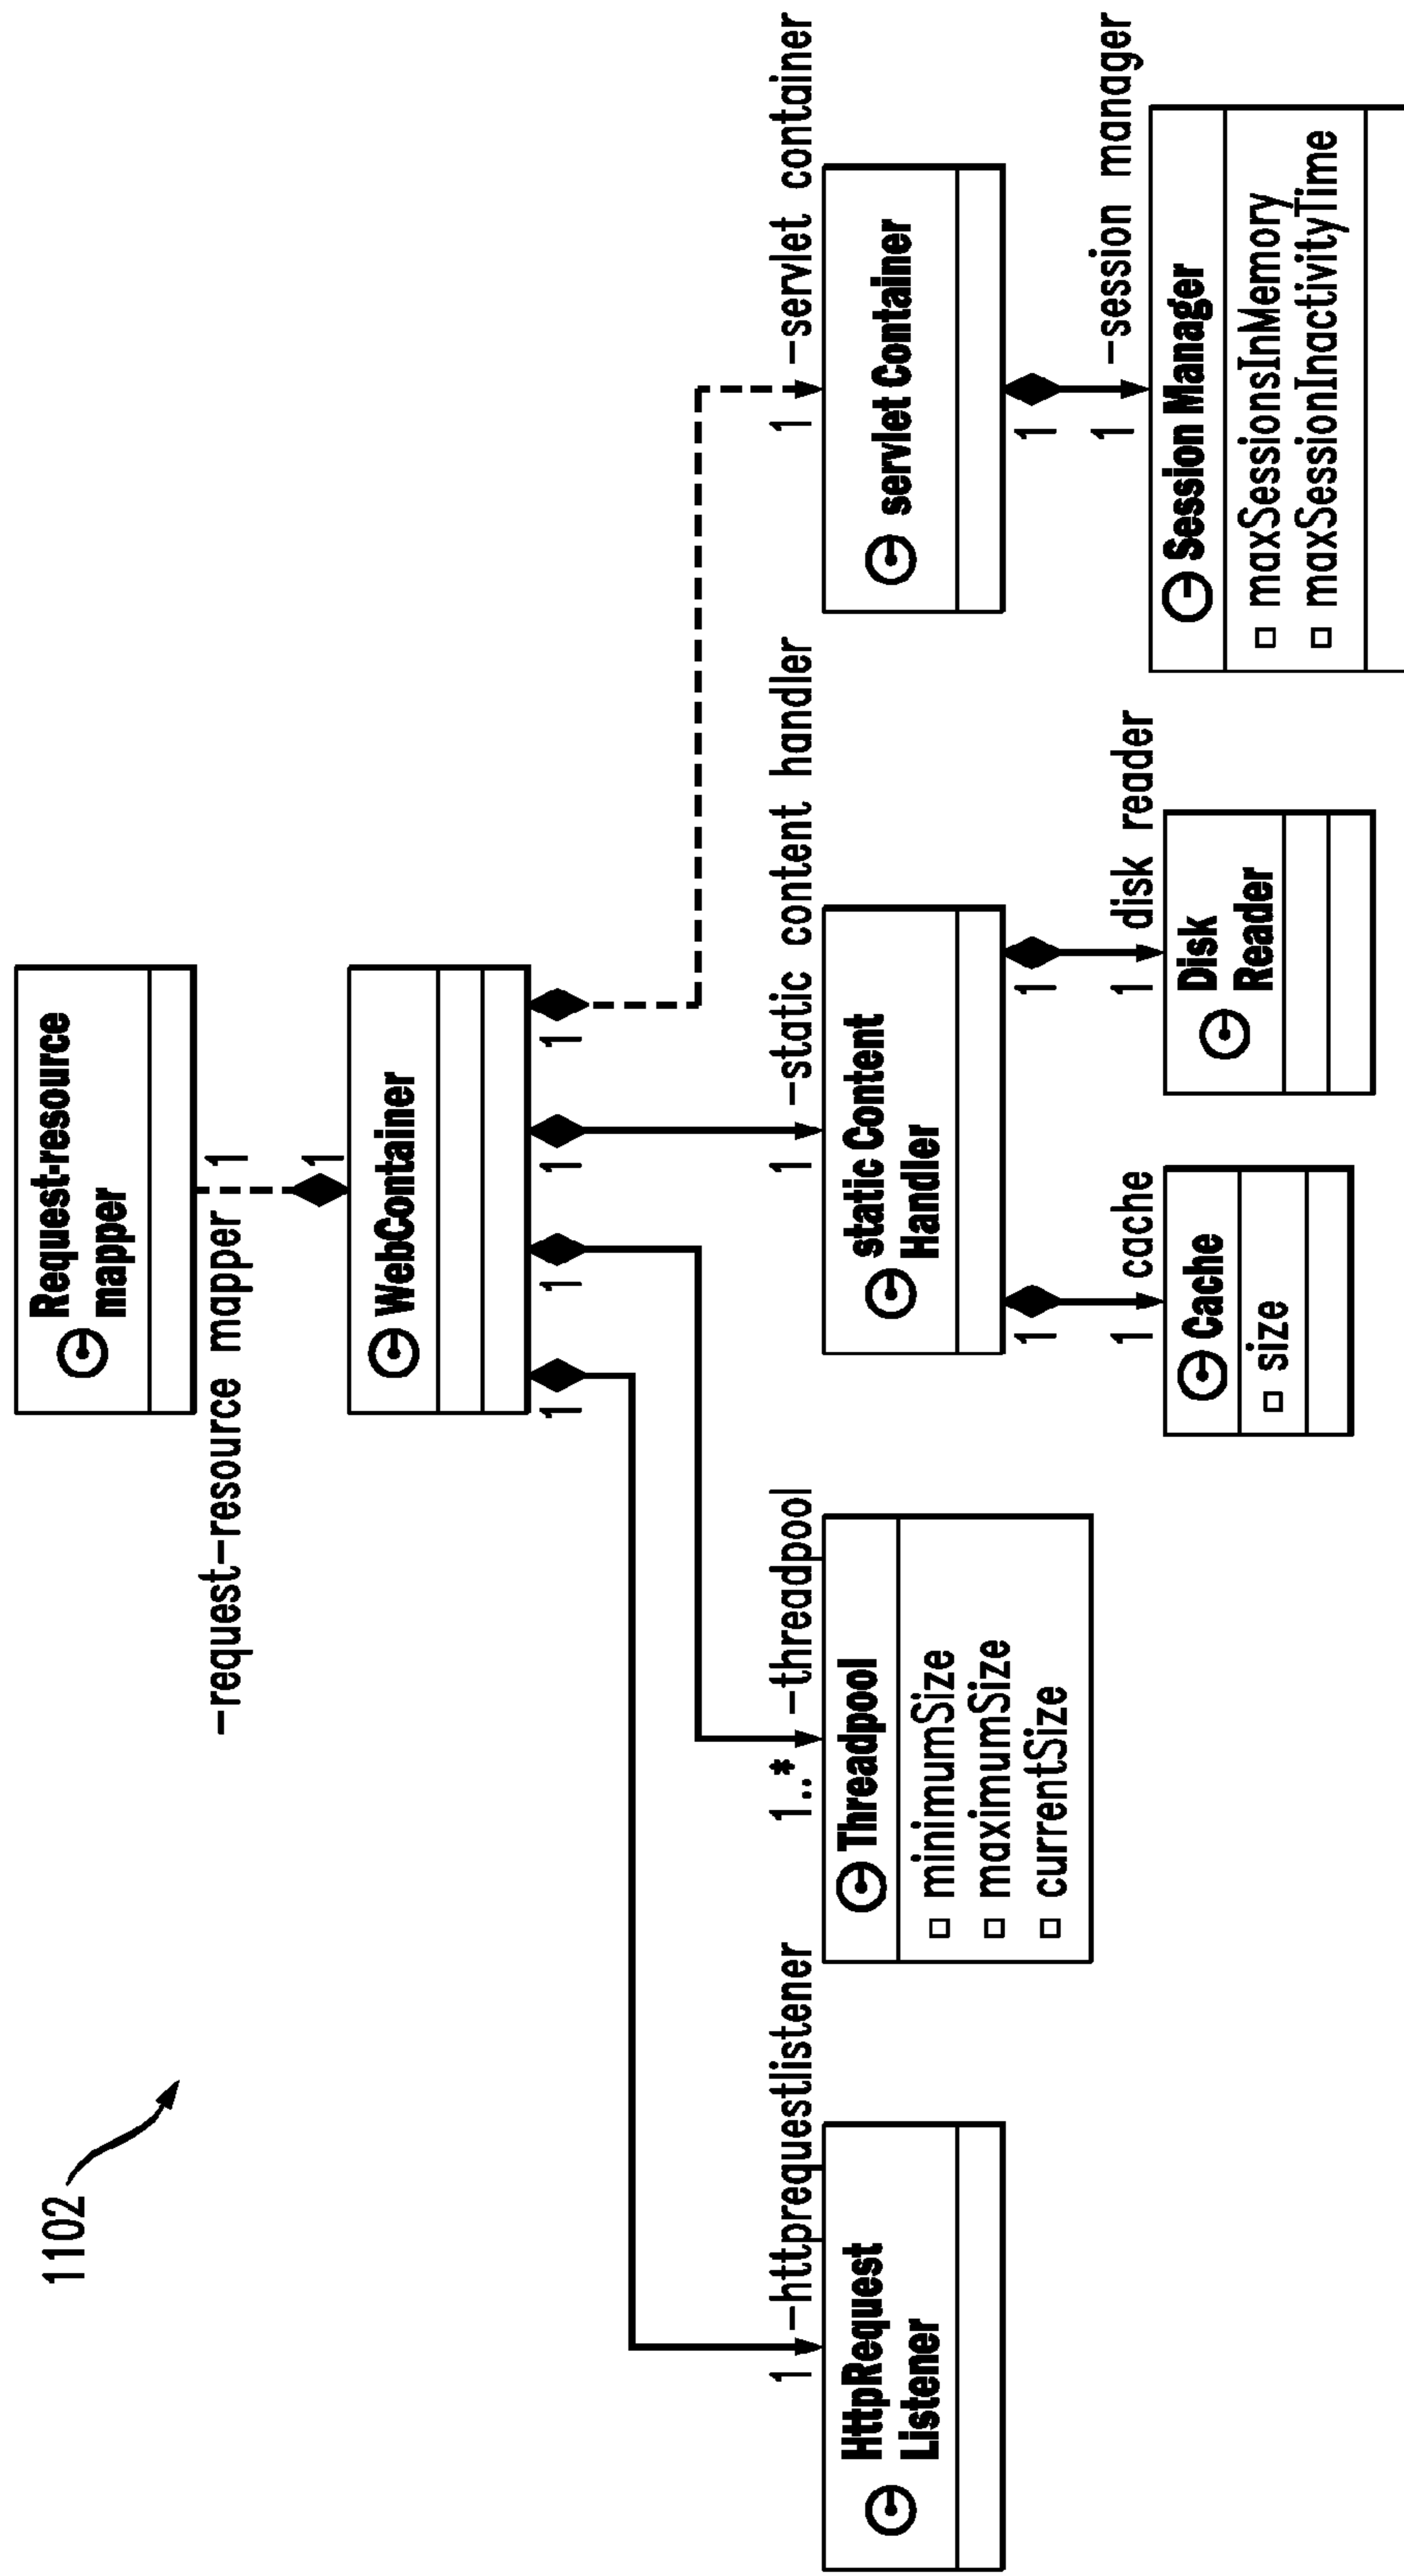 1102
Request-resource
mapper
-request-resource mapper 1
1
WebContainer
1
1
1
1
1 -httprequestlistener
HttpRequest
Listener
1..* -threadpool
Threadpool
minimumSize
maximumSize
currentSize
1 -static content handler
static Content
Handler
1
1
1 cache
Cache
size
1 disk reader
Disk
Reader
1 -servlet container
servlet Container
1
1 -session manager
Session Manager
maxSessionsInMemory
maxSessionInactivityTime